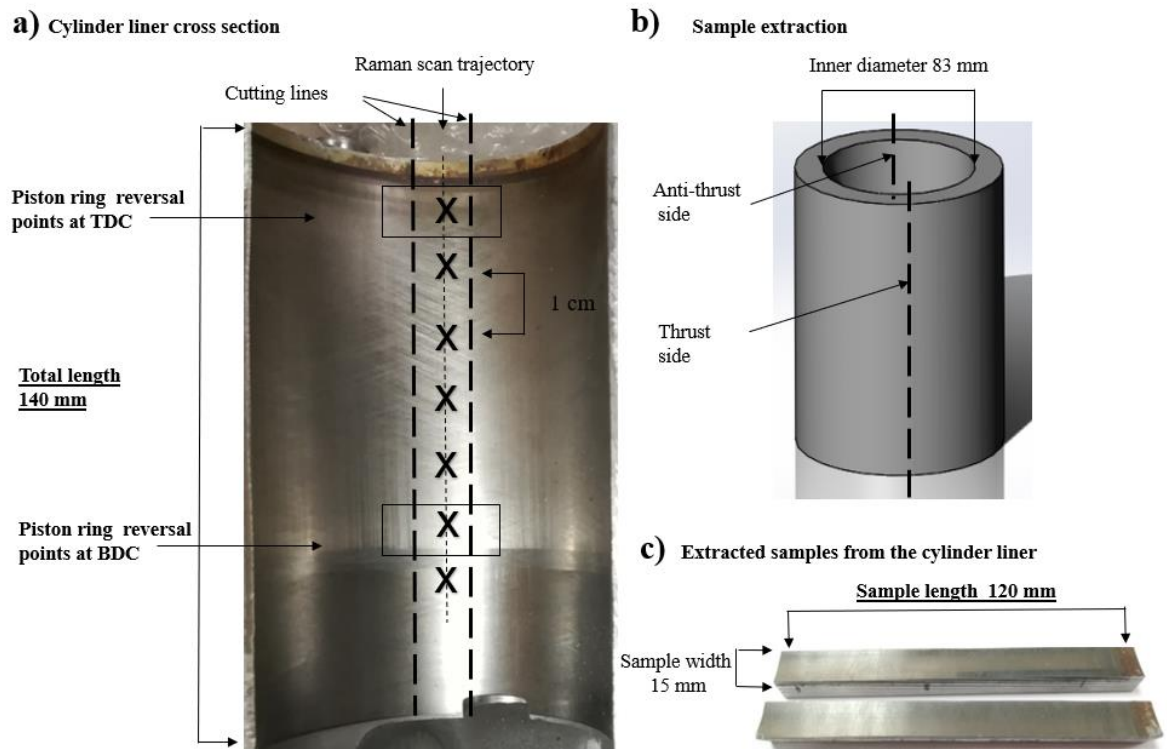 a) Cylinder liner cross section
Raman scan trajectory
Cutting lines
Piston ring reversal
points at TDC
X
X
1 cm
X
Total length
140 mm
X
X
Piston ring reversal
points at BDC
X
X
b) Sample extraction
Inner diameter 83 mm
Anti-thrust
side
Thrust
side
c) Extracted samples from the cylinder liner
Sample length 120 mm
Sample width
15 mm